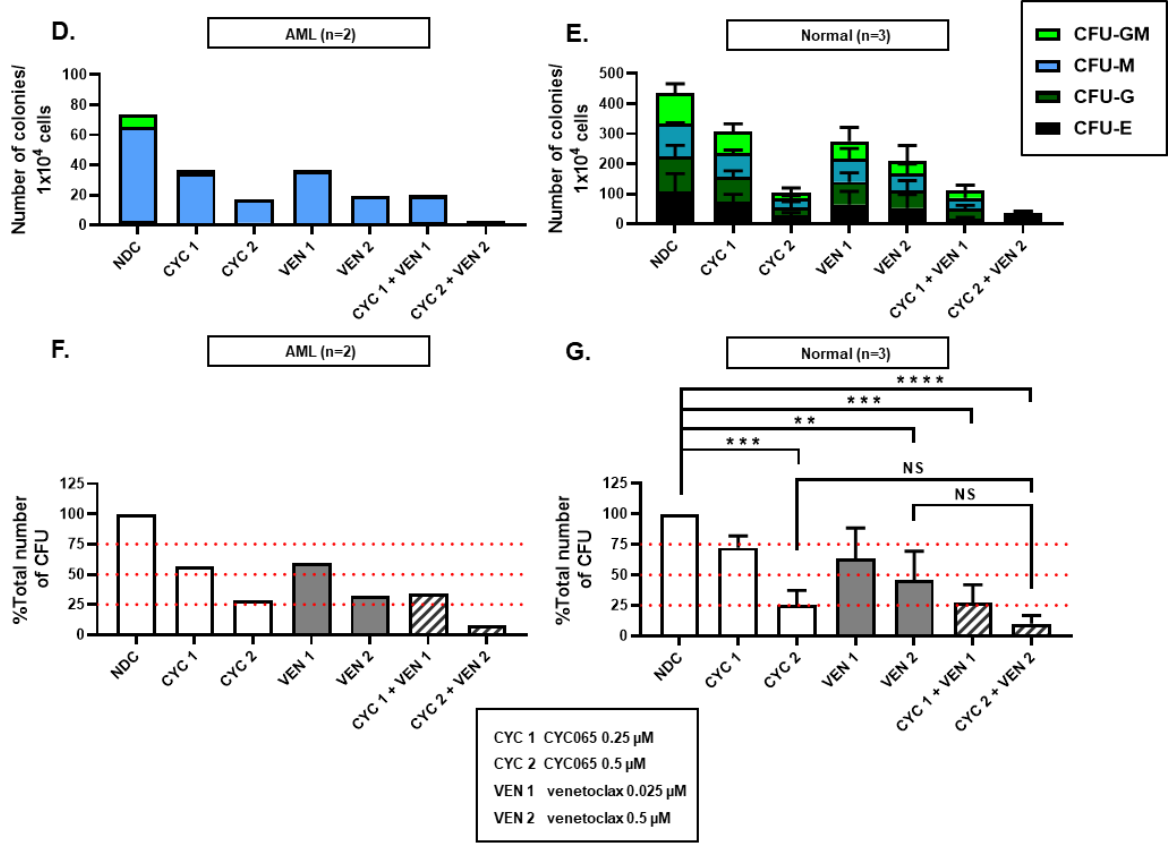 D.
AML (n=2)
Number of colonies/
1x10⁴ cells
100
80
60
40
20
0
NDC
CYC 1
CYC 2
VEN 1
VEN 2
CYC 1 + VEN 1
CYC 2 + VEN 2
E.
Normal (n=3)
Number of colonies/
1x10⁴ cells
500
400
300
200
100
0
NDC
CYC 1
CYC 2
VEN 1
VEN 2
CYC 1 + VEN 1
CYC 2 + VEN 2
CFU-GM
CFU-M
CFU-G
CFU-E
F.
AML (n=2)
%Total number
of CFU
125
100
75
50
25
0
NDC
CYC 1
CYC 2
VEN 1
VEN 2
CYC 1 + VEN 1
CYC 2 + VEN 2
G.
Normal (n=3)
****
***
**
***
NS
NS
%Total number
of CFU
125
100
75
50
25
0
NDC
CYC 1
CYC 2
VEN 1
VEN 2
CYC 1 + VEN 1
CYC 2 + VEN 2
CYC 1 CYC065 0.25 µM
CYC 2 CYC065 0.5 µM
VEN 1 venetoclax 0.025 µM
VEN 2 venetoclax 0.5 µM